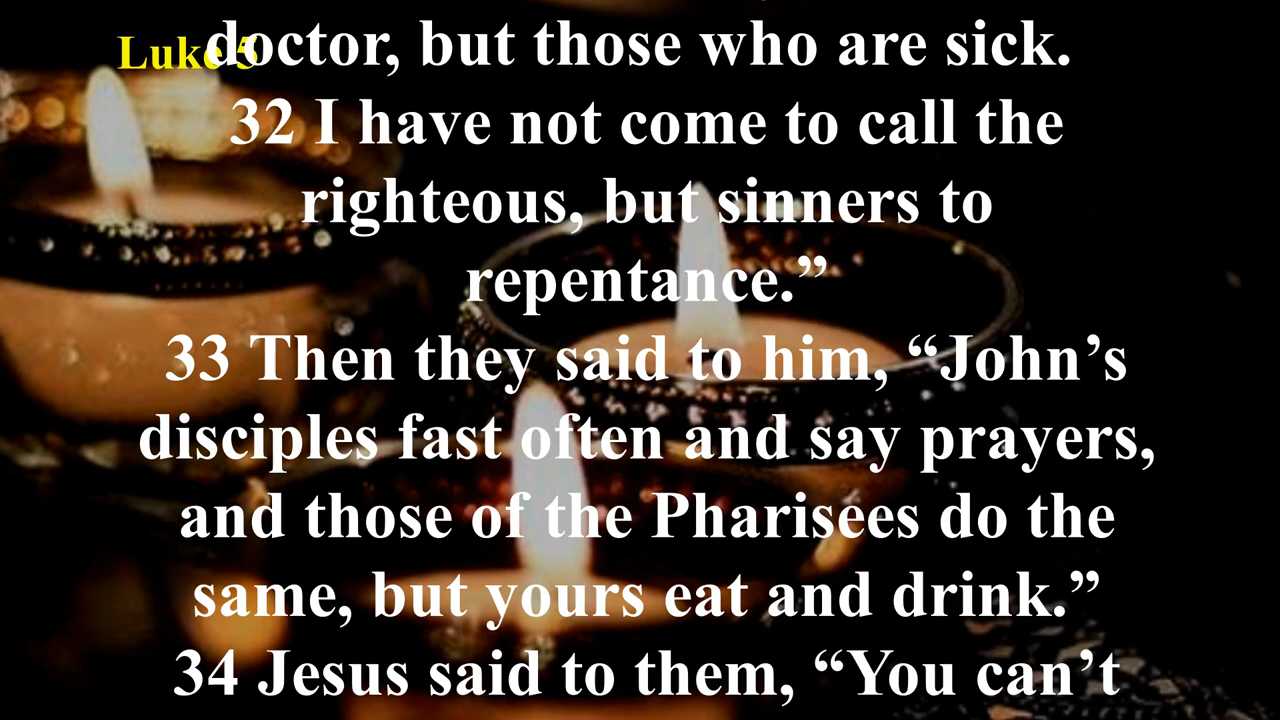 Luke 5
doctor, but those who are sick.
32 I have not come to call the
righteous, but sinners to
repentance.”
33 Then they said to him, “John’s
disciples fast often and say prayers,
and those of the Pharisees do the
same, but yours eat and drink.”
34 Jesus said to them, “You can’t